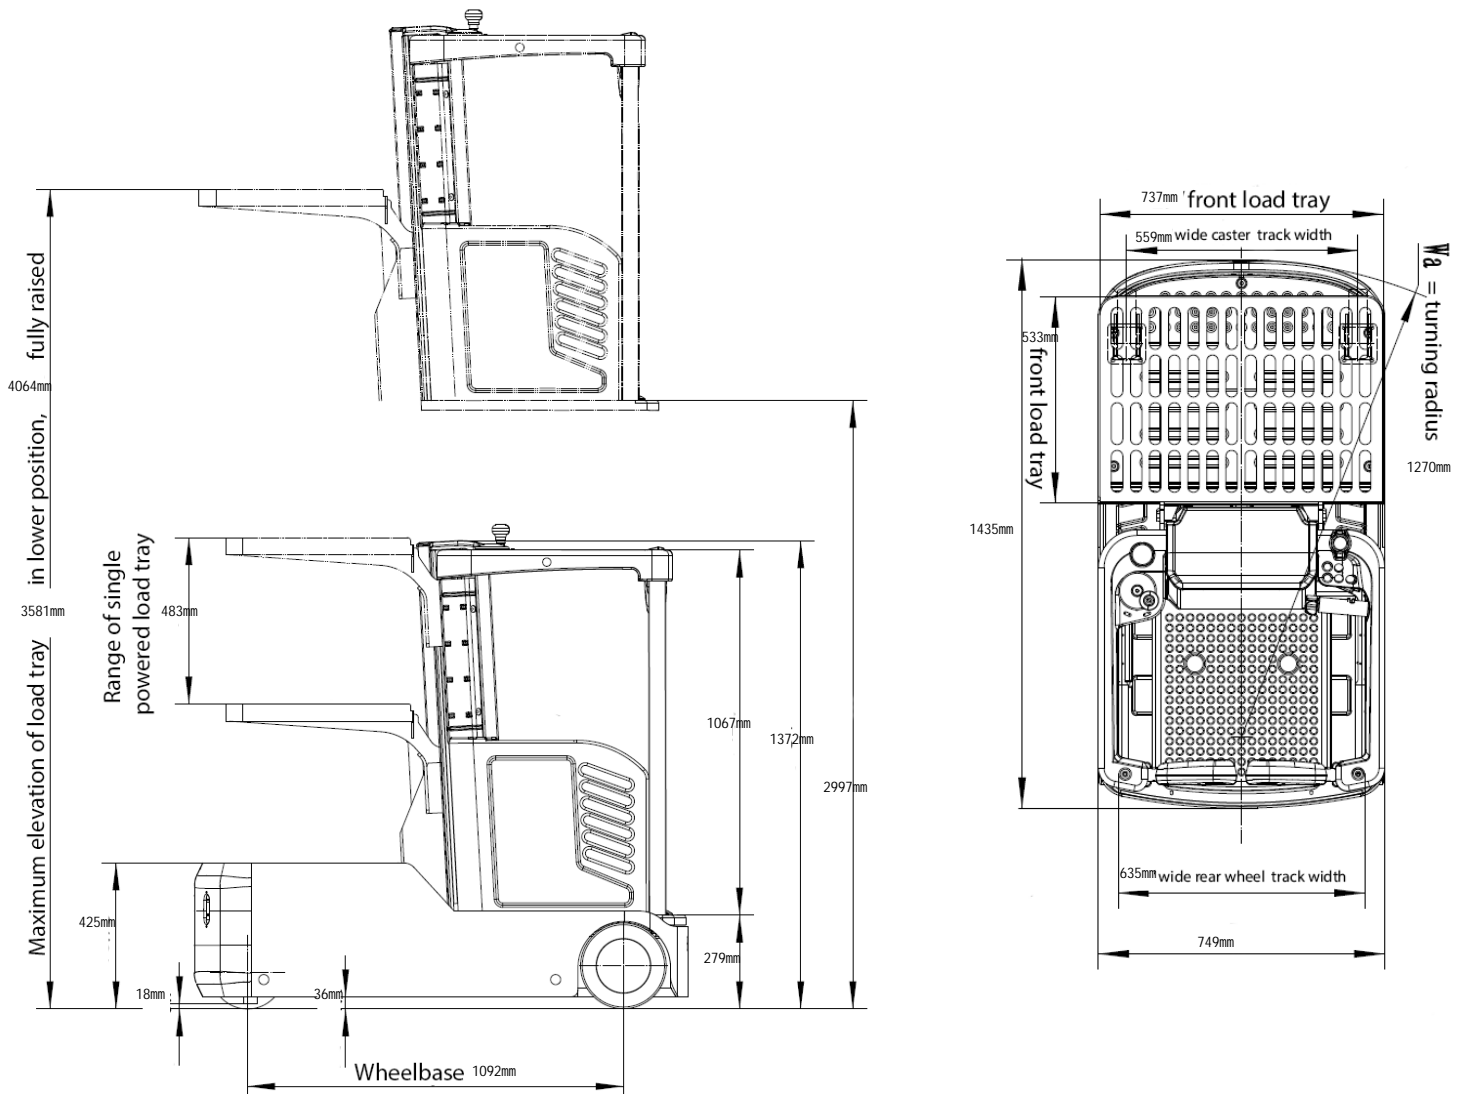 Maximum elevation of load tray in lower position, fully raised
4064mm
3581mm
Range of single
powered load tray
483mm
425mm
18mm
36mm
Wheelbase 1092mm
279mm
1067mm
1372mm
2997mm
737mm front load tray
559mm wide caster track width
533mm
front load tray
1435mm
Wa = turning radius
1270mm
635mm wide rear wheel track width
749mm